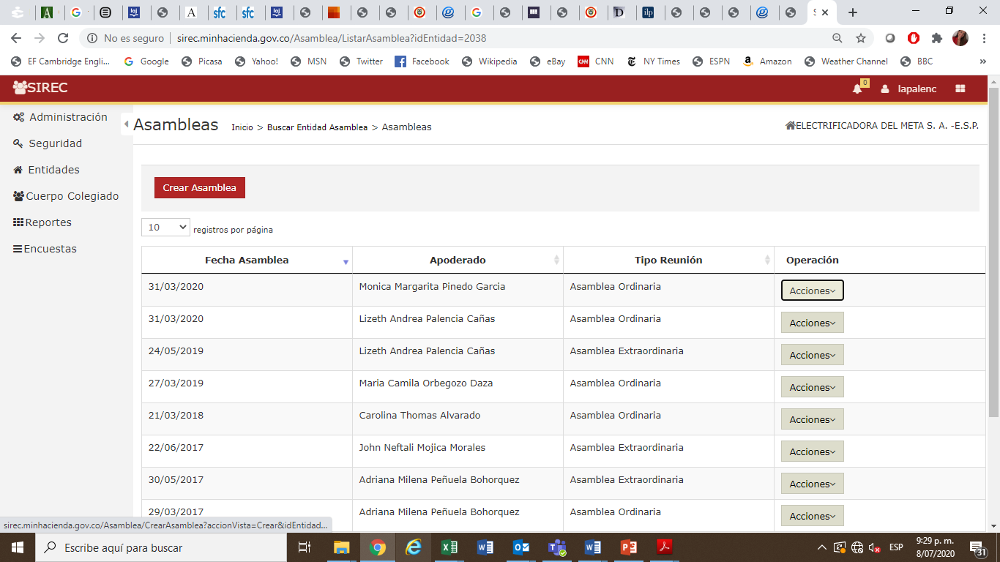 No es seguro | sirec.minhacienda.gov.co/Asamblea/ListarAsamblea?idEntidad=2038
EF Cambridge Engli... Google Picasa Yahoo! MSN Twitter Facebook Wikipedia eBay CNN NY Times ESPN Amazon Weather Channel BBC »
SIREC 0 lapalenc
Administración
Seguridad
Entidades
Cuerpo Colegiado
Reportes
Encuestas
Asambleas Inicio > Buscar Entidad Asamblea > Asambleas ELECTRIFICADORA DEL META S. A. -E.S.P.
Crear Asamblea
10 registros por página
Fecha Asamblea Apoderado Tipo Reunión Operación
31/03/2020 Monica Margarita Pinedo Garcia Asamblea Ordinaria Acciones
31/03/2020 Lizeth Andrea Palencia Cañas Asamblea Ordinaria Acciones
24/05/2019 Lizeth Andrea Palencia Cañas Asamblea Extraordinaria Acciones
27/03/2019 Maria Camila Orbegozo Daza Asamblea Ordinaria Acciones
21/03/2018 Carolina Thomas Alvarado Asamblea Ordinaria Acciones
22/06/2017 John Neftali Mojica Morales Asamblea Extraordinaria Acciones
30/05/2017 Adriana Milena Peñuela Bohorquez Asamblea Extraordinaria Acciones
29/03/2017 Adriana Milena Peñuela Bohorquez Asamblea Ordinaria Acciones
sirec.minhacienda.gov.co/Asamblea/CrearAsamblea?accionVista=Crear&idEntidad...
Escribe aquí para buscar
ESP
9:29 p. m.
8/07/2020
31